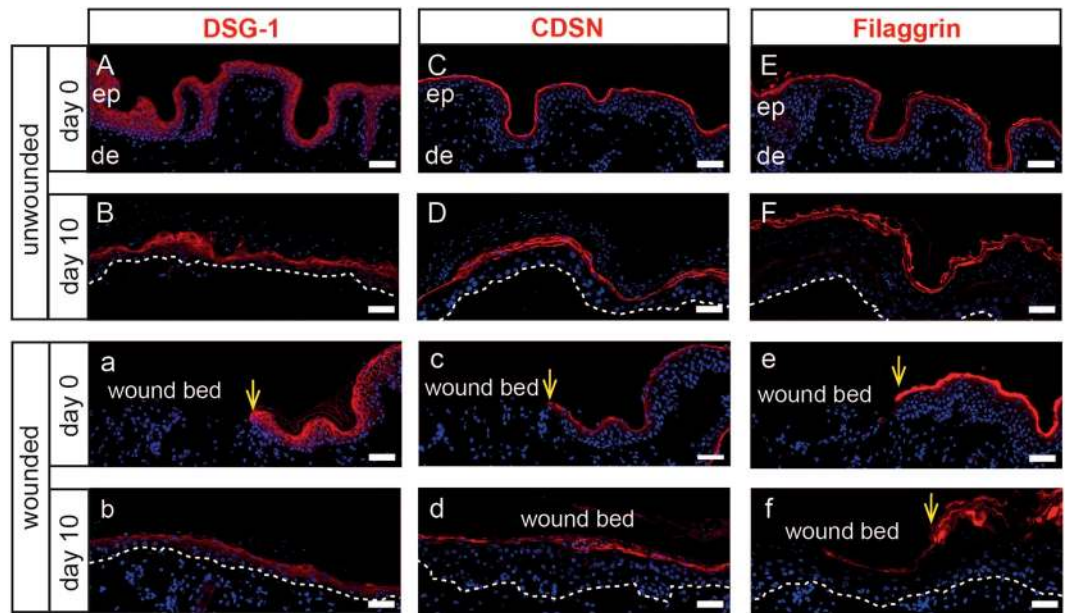 DSG-1 CDSN Filaggrin
unwounded
day 0
A
ep
de
C
ep
E
ep
de
day 10
B
D
F
wounded
day 0
a
wound bed
c
wound bed
e
wound bed
day 10
b
d
wound bed
f
wound bed